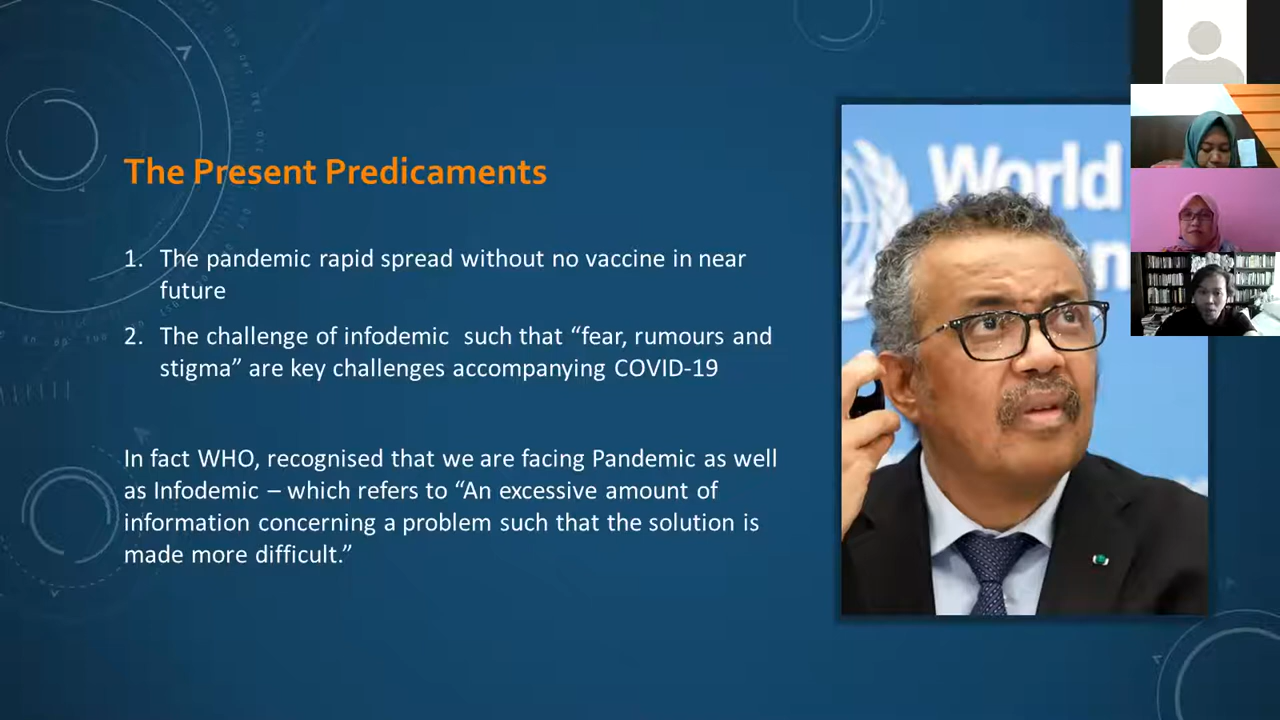 The Present Predicaments
1. The pandemic rapid spread without no vaccine in near
future
2. The challenge of infodemic such that “fear, rumours and
stigma” are key challenges accompanying COVID-19
In fact WHO, recognised that we are facing Pandemic as well
as Infodemic – which refers to “An excessive amount of
information concerning a problem such that the solution is
made more difficult.”
World